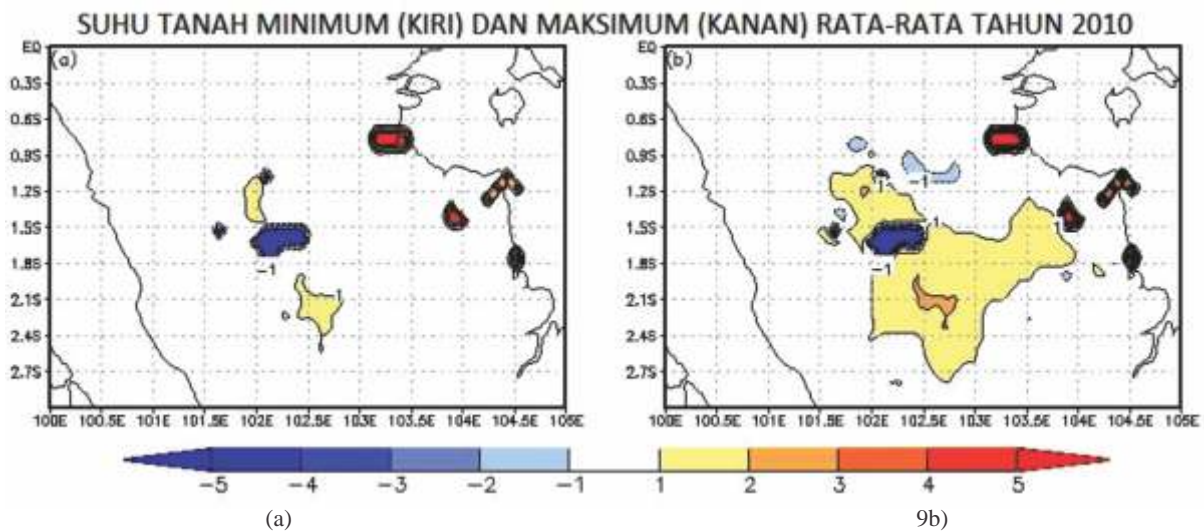 SUHU TANAH MINIMUM (KIRI) DAN MAKSIMUM (KANAN) RATA-RATA TAHUN 2010
EQ (a) (b)
0.3S
0.6S
0.9S
1.2S
1.5S
1.8S
2.1S
2.4S
2.7S
-1
1
EQ
0.3S
0.6S
0.9S
1.2S
1.5S
1.8S
2.1S
2.4S
2.7S
1
-1
1
-1
100E 100.5E 101E 101.5E 102E 102.5E 103E 103.5E 104E 104.5E 105E
100E 100.5E 101E 101.5E 102E 102.5E 103E 103.5E 104E 104.5E 105E
-5 -4 -3 -2 -1 1 2 3 4 5
(a) 9b)